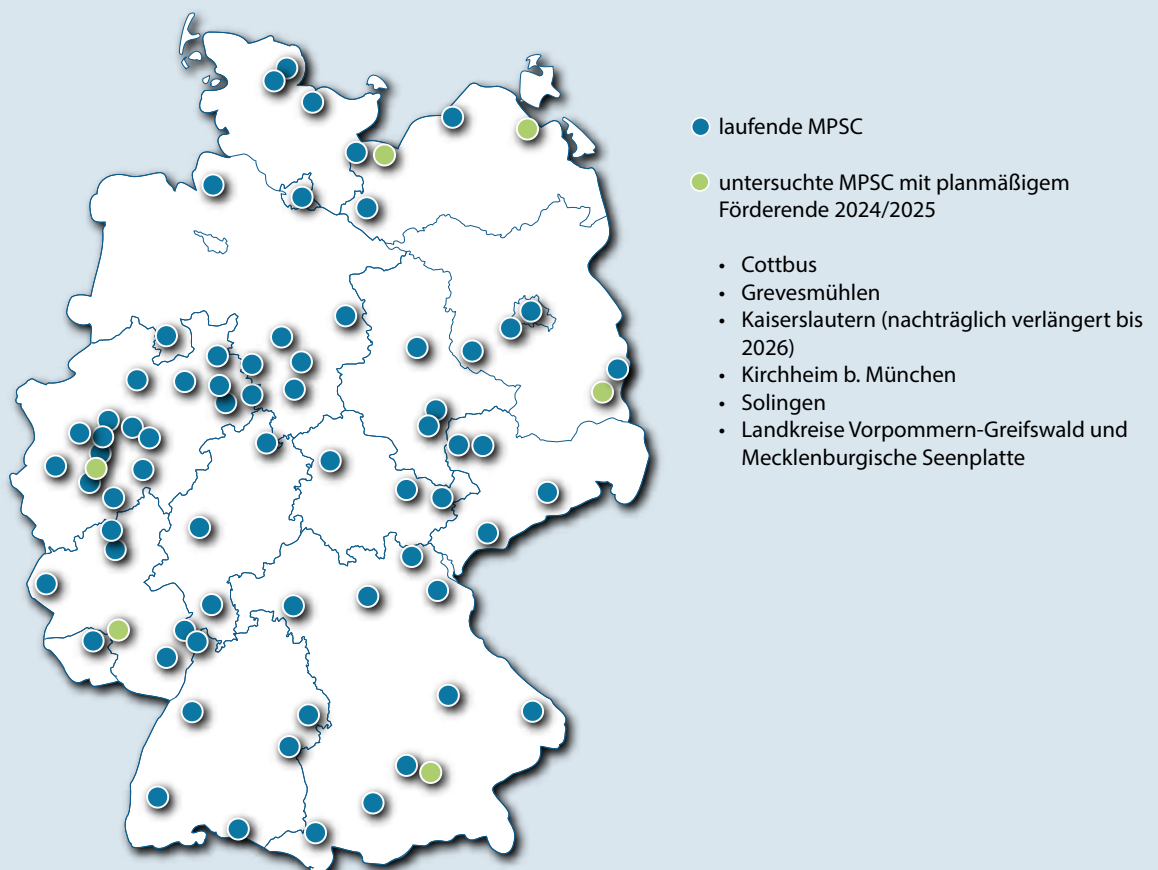 laufende MPSC
untersuchte MPSC mit planmäßigem
Förderende 2024/2025
• Cottbus
• Grevesmühlen
• Kaiserslautern (nachträglich verlängert bis
2026)
• Kirchheim b. München
• Solingen
• Landkreise Vorpommern-Greifswald und
Mecklenburgische Seenplatte